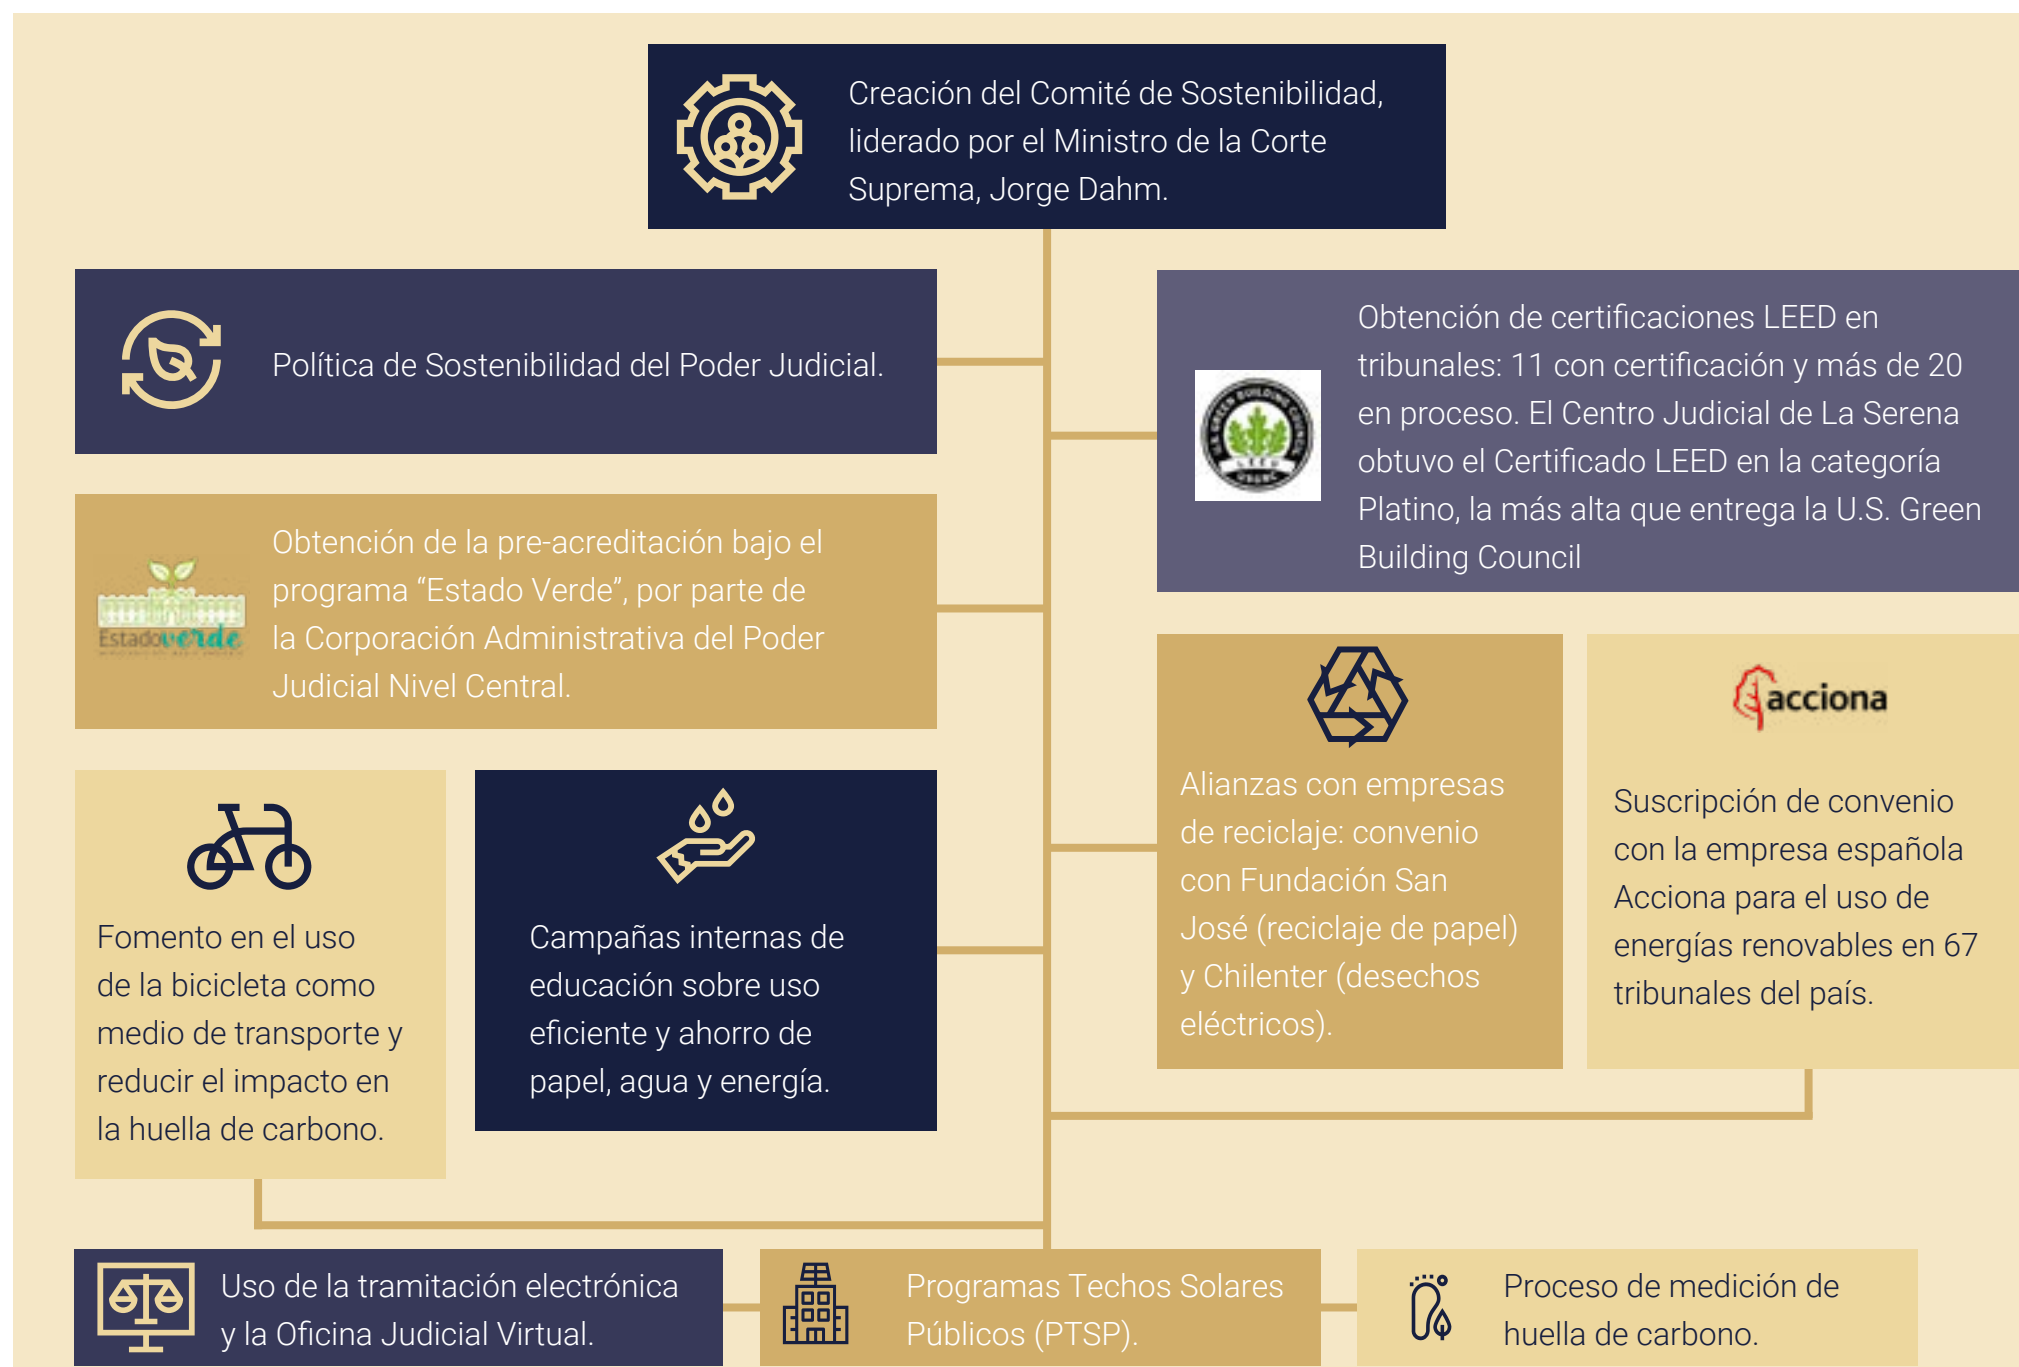 Creación del Comité de Sostenibilidad,
liderado por el Ministro de la Corte
Suprema, Jorge Dahm.
Política de Sostenibilidad del Poder Judicial.
Obtención de certificaciones LEED en
tribunales: 11 con certificación y más de 20
en proceso. El Centro Judicial de La Serena
obtuvo el Certificado LEED en la categoría
Platino, la más alta que entrega la U.S. Green
Building Council
Estadoverde
Obtención de la pre-acreditación bajo el
programa “Estado Verde”, por parte de
la Corporación Administrativa del Poder
Judicial Nivel Central.
Alianzas con empresas
de reciclaje: convenio
con Fundación San
José (reciclaje de papel)
y Chilenter (desechos
eléctricos).
acciona
Suscripción de convenio
con la empresa española
Acciona para el uso de
energías renovables en 67
tribunales del país.
Fomento en el uso
de la bicicleta como
medio de transporte y
reducir el impacto en
la huella de carbono.
Campañas internas de
educación sobre uso
eficiente y ahorro de
papel, agua y energía.
Uso de la tramitación electrónica
y la Oficina Judicial Virtual.
Programas Techos Solares
Públicos (PTSP).
Proceso de medición de
huella de carbono.